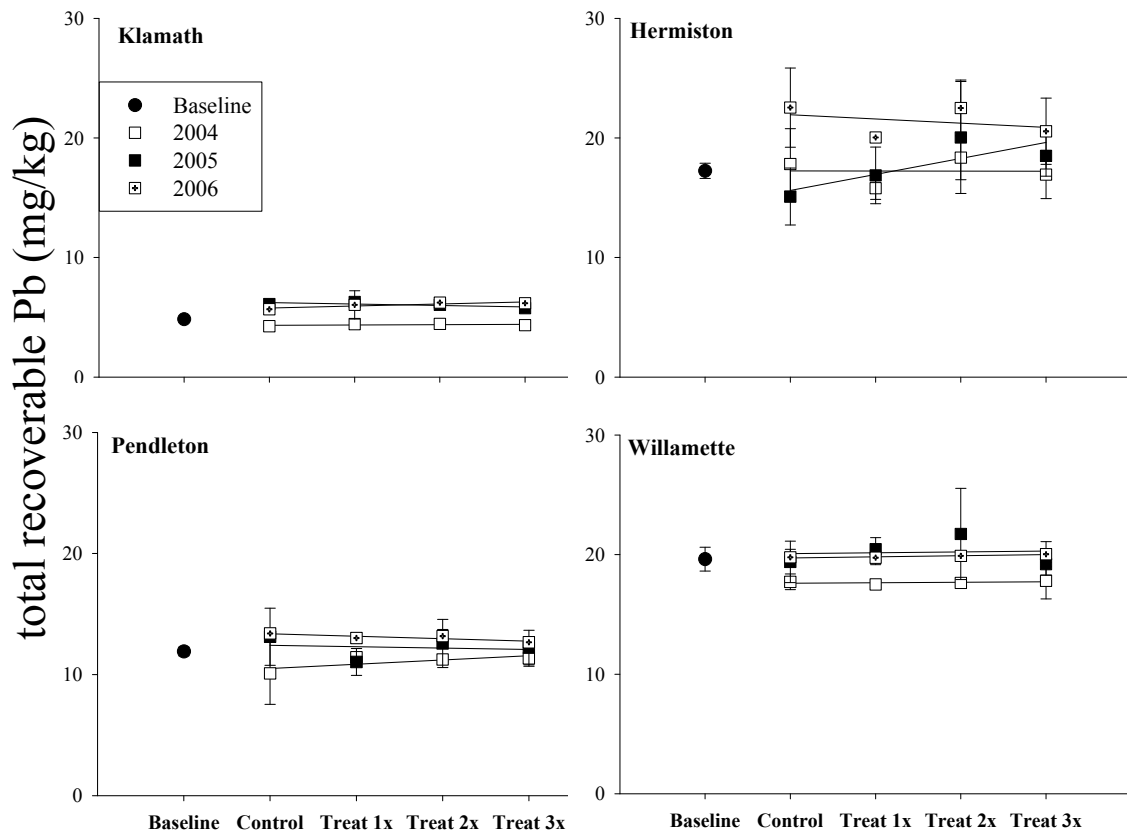 total recoverable Pb (mg/kg)
Klamath
30
20
10
0
Baseline
2004
2005
2006
Hermiston
30
20
10
0
Pendleton
30
20
10
0
Baseline Control Treat 1x Treat 2x Treat 3x
Willamette
30
20
10
0
Baseline Control Treat 1x Treat 2x Treat 3x